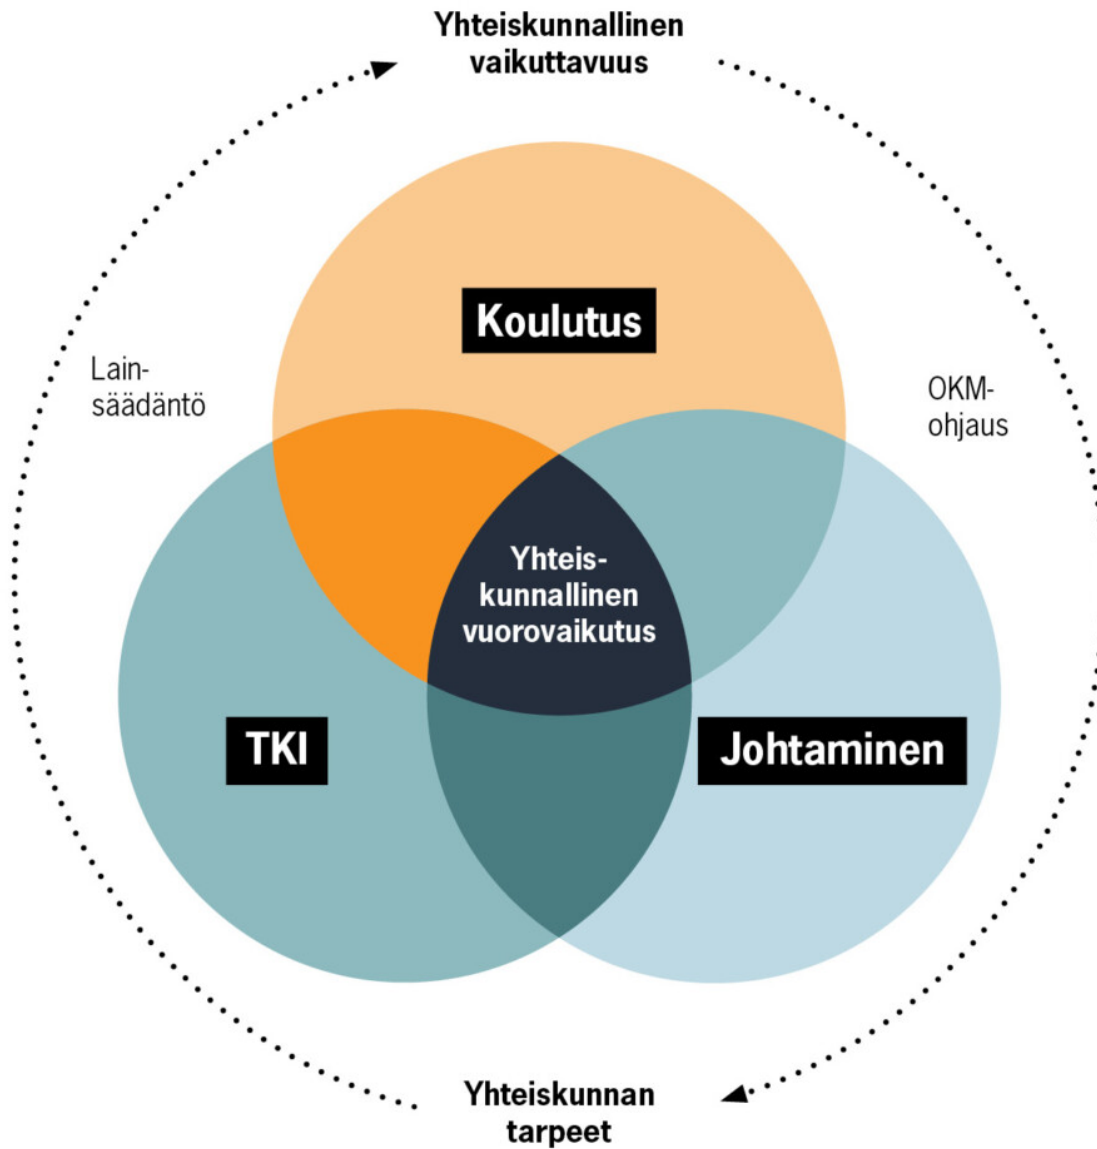 Yhteiskunnallinen
vaikuttavuus
Koulutus
Lain-
säädäntö
OKM-
ohjaus
Yhteis-
kunnallinen
vuorovaikutus
TKI
Johtaminen
Yhteiskunnan
tarpeet